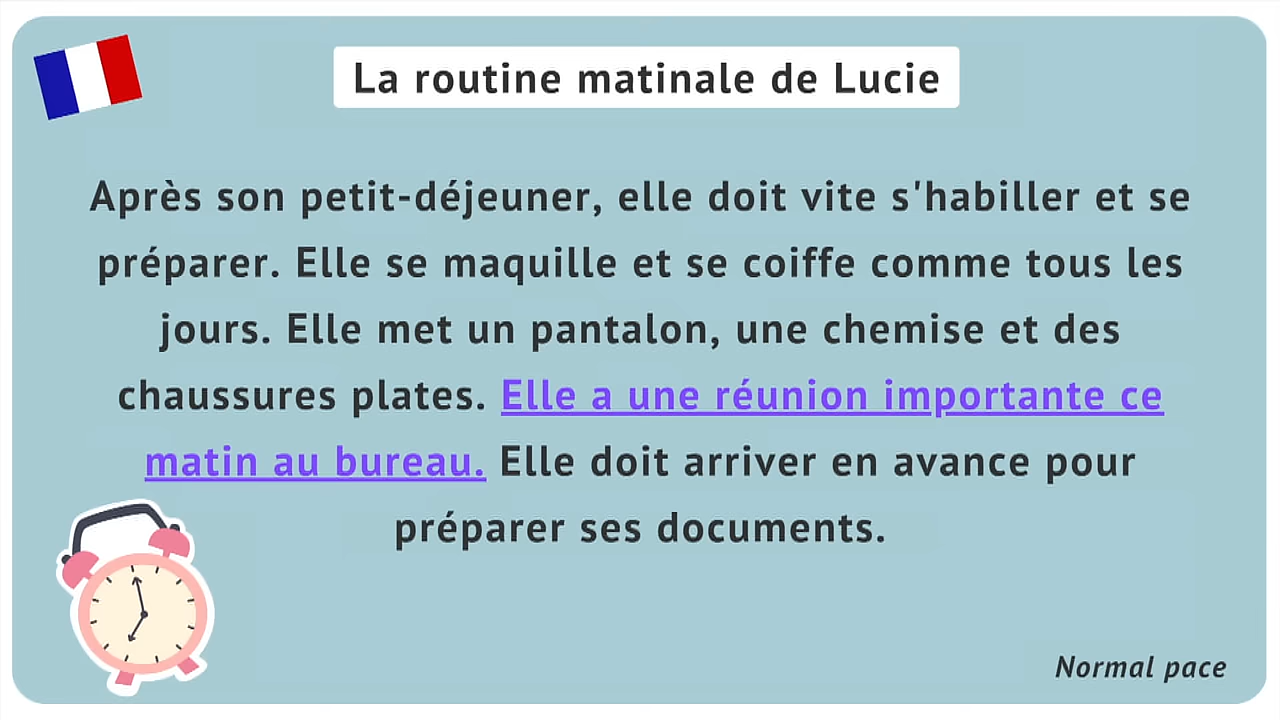 La routine matinale de Lucie
Après son petit-déjeuner, elle doit vite s'habiller et se
préparer. Elle se maquille et se coiffe comme tous les
jours. Elle met un pantalon, une chemise et des
chaussures plates. Elle a une réunion importante ce
matin au bureau. Elle doit arriver en avance pour
préparer ses documents.
Normal pace